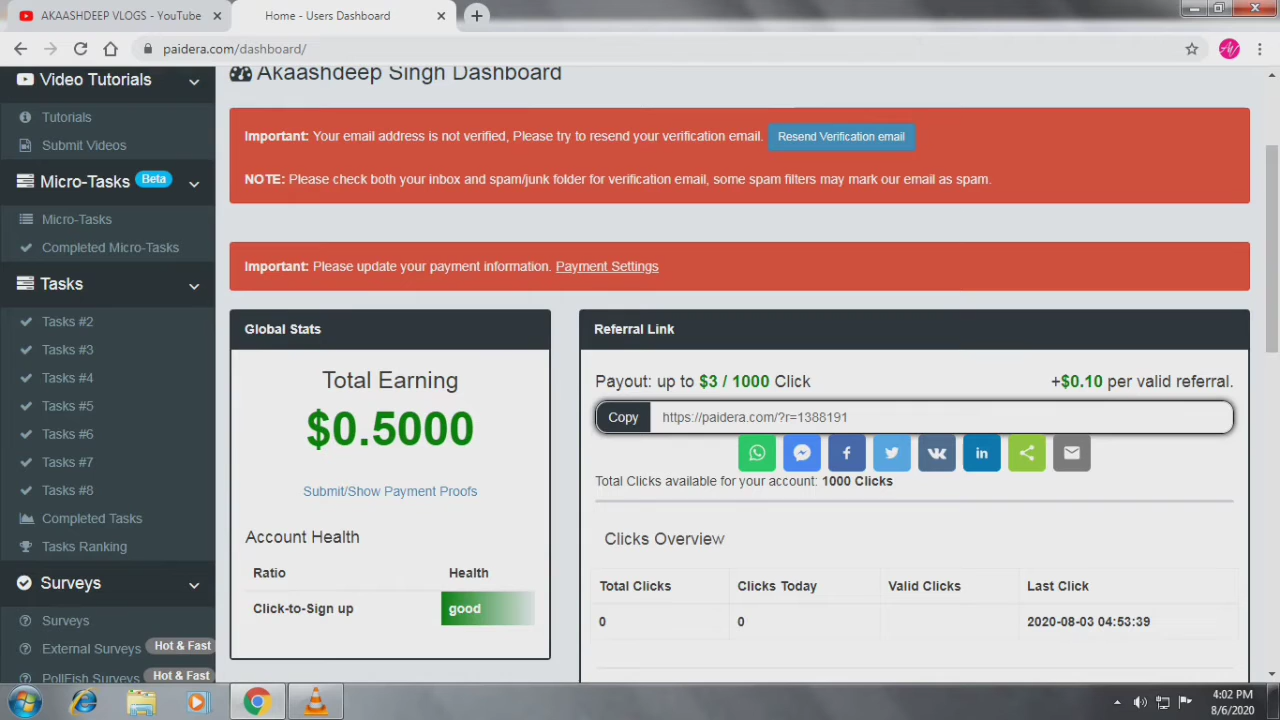 AKAASHDEEP VLOGS - YouTube
Home - Users Dashboard
paidera.com/dashboard/
Video Tutorials
Tutorials
Submit Videos
Micro-Tasks Beta
Micro-Tasks
Completed Micro-Tasks
Tasks
Tasks #2
Tasks #3
Tasks #4
Tasks #5
Tasks #6
Tasks #7
Tasks #8
Completed Tasks
Tasks Ranking
Surveys
Surveys
External Surveys Hot & Fast
PollFish Surveys Hot & Fast
Akaashdeep Singh Dashboard
Important: Your email address is not verified, Please try to resend your verification email. Resend Verification email
NOTE: Please check both your inbox and spam/junk folder for verification email, some spam filters may mark our email as spam.
Important: Please update your payment information. Payment Settings
Global Stats
Total Earning
$0.5000
Submit/Show Payment Proofs
Account Health
Ratio Health
Click-to-Sign up good
Referral Link
Payout: up to $3 / 1000 Click +$0.10 per valid referral.
Copy https://paidera.com/?r=1388191
Total Clicks available for your account: 1000 Clicks
Clicks Overview
Total Clicks Clicks Today Valid Clicks Last Click
0 0 2020-08-03 04:53:39
4:02 PM
8/6/2020